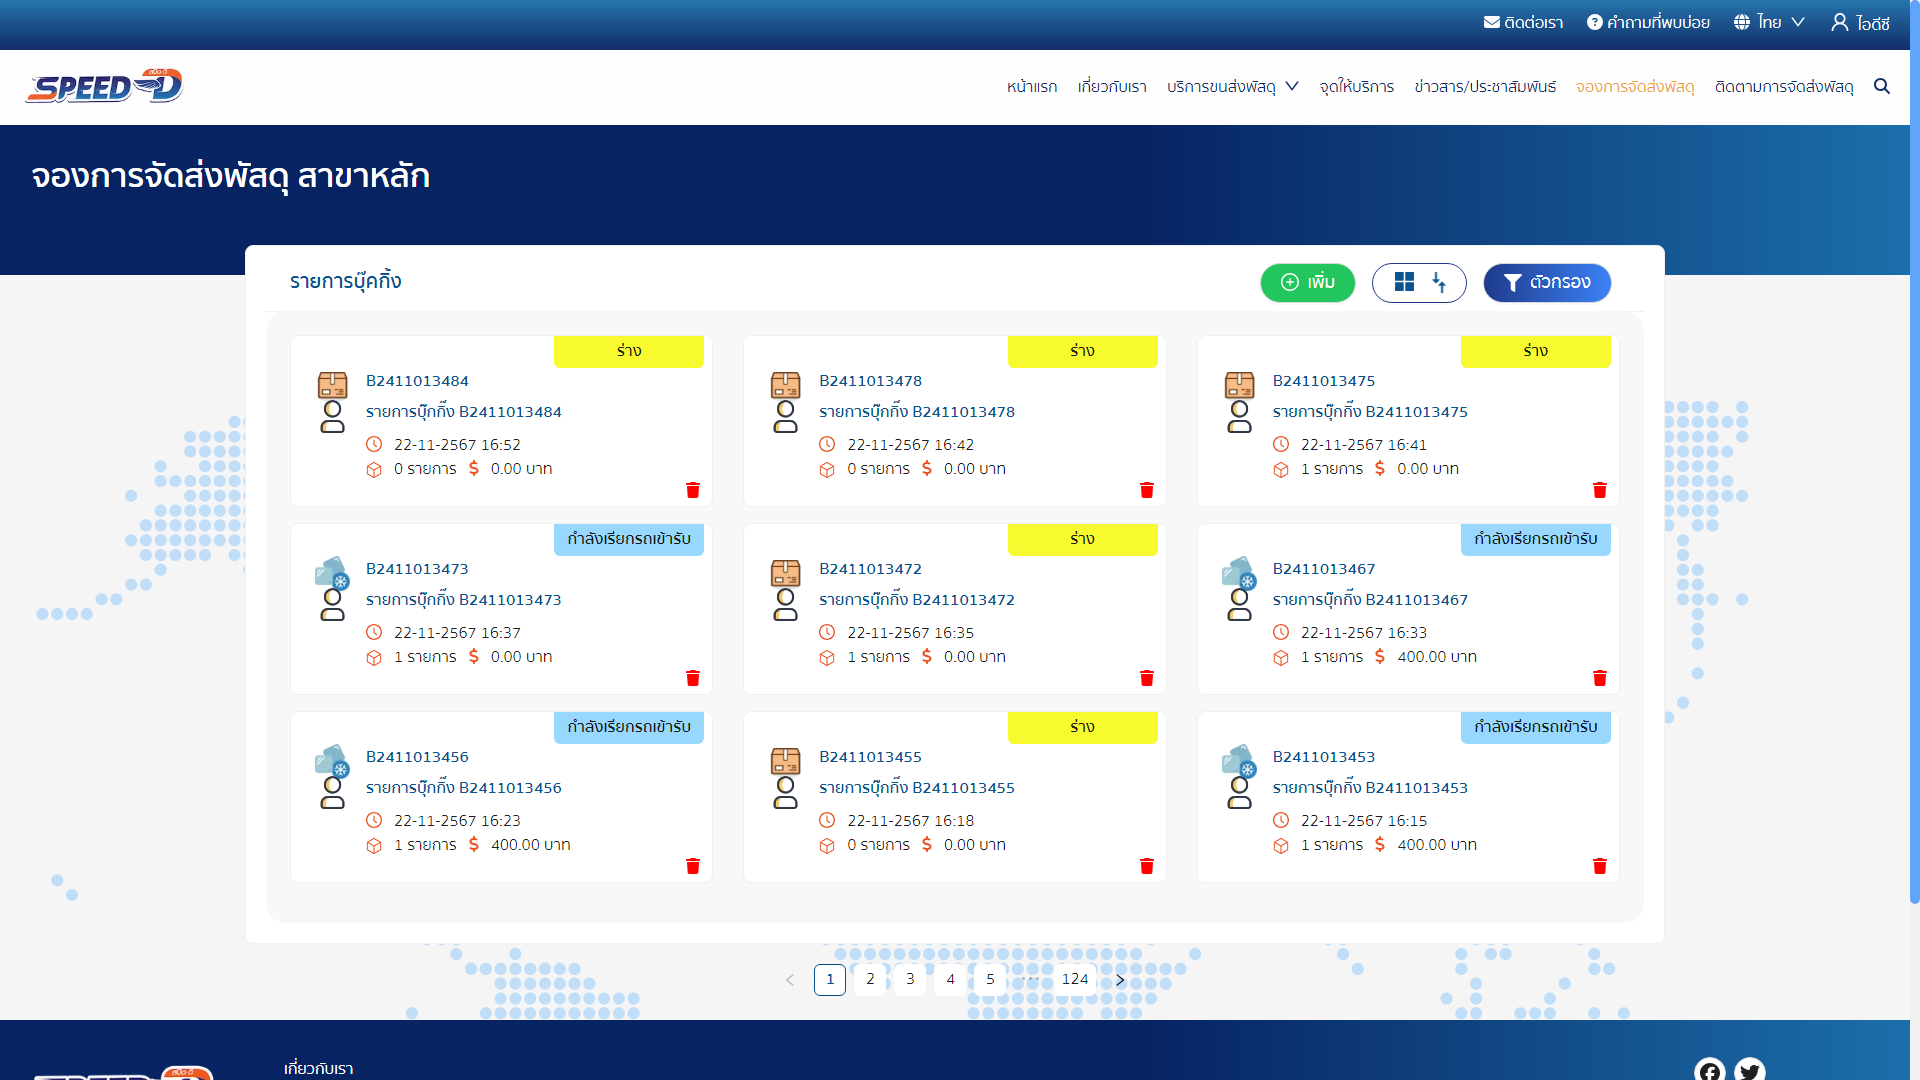 ติดต่อเรา คำถามที่พบบ่อย ไทย ไอดีซี
สปีด-ดี
SPEED-D
หน้าแรก เกี่ยวกับเรา บริการขนส่งพัสดุ จุดให้บริการ ข่าวสาร/ประชาสัมพันธ์ จองการจัดส่งพัสดุ ติดตามการจัดส่งพัสดุ
จองการจัดส่งพัสดุ สาขาหลัก
รายการบุ๊คกิ้ง
เพิ่ม
ตัวกรอง
ร่าง
B2411013484
รายการบุ๊กกิ๊ง B2411013484
22-11-2567 16:52
0 รายการ $ 0.00 บาท
ร่าง
B2411013478
รายการบุ๊กกิ๊ง B2411013478
22-11-2567 16:42
0 รายการ $ 0.00 บาท
ร่าง
B2411013475
รายการบุ๊กกิ๊ง B2411013475
22-11-2567 16:41
1 รายการ $ 0.00 บาท
กำลังเรียกรถเข้ารับ
B2411013473
รายการบุ๊กกิ๊ง B2411013473
22-11-2567 16:37
1 รายการ $ 0.00 บาท
ร่าง
B2411013472
รายการบุ๊กกิ๊ง B2411013472
22-11-2567 16:35
1 รายการ $ 0.00 บาท
กำลังเรียกรถเข้ารับ
B2411013467
รายการบุ๊กกิ๊ง B2411013467
22-11-2567 16:33
1 รายการ $ 400.00 บาท
กำลังเรียกรถเข้ารับ
B2411013456
รายการบุ๊กกิ๊ง B2411013456
22-11-2567 16:23
1 รายการ $ 400.00 บาท
ร่าง
B2411013455
รายการบุ๊กกิ๊ง B2411013455
22-11-2567 16:18
0 รายการ $ 0.00 บาท
กำลังเรียกรถเข้ารับ
B2411013453
รายการบุ๊กกิ๊ง B2411013453
22-11-2567 16:15
1 รายการ $ 400.00 บาท
< 1 2 3 4 5 ••• 124 >
เกี่ยวกับเรา
สปีด-ดี
SPEED-D